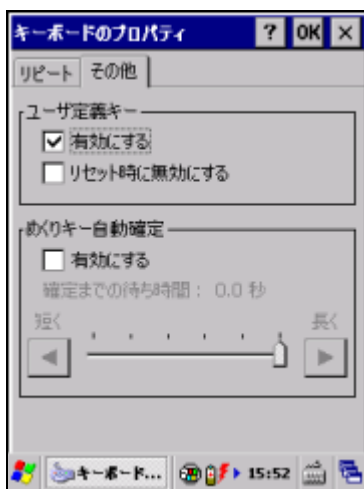 キーボードのプロパティ ? OK ×
リピート その他
ユーザ定義キー
有効にする
リセット時に無効にする
めくりキー自動確定
有効にする
確定までの待ち時間： 0.0 秒
短く 長く
キーボード... 15:52